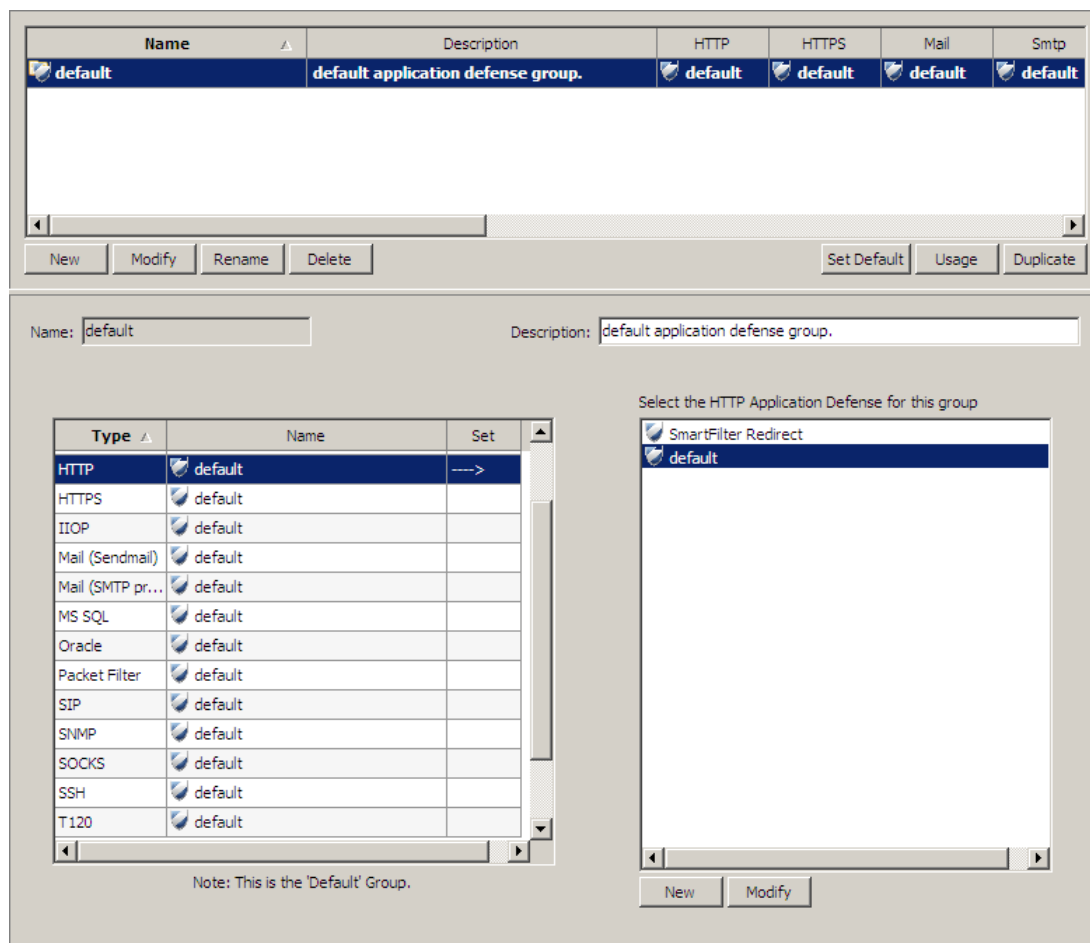 Name Description HTTP HTTPS Mail Smtp
default default application defense group. default default default default
New Modify Rename Delete Set Default Usage Duplicate
Name: default Description: default application defense group.
Select the HTTP Application Defense for this group
SmartFilter Redirect
default
Type Name Set
HTTP default ---->
HTTPS default
IIOP default
Mail (Sendmail) default
Mail (SMTP pr... default
MS SQL default
Oracle default
Packet Filter default
SIP default
SNMP default
SOCKS default
SSH default
T120 default
Note: This is the 'Default' Group.
New Modify